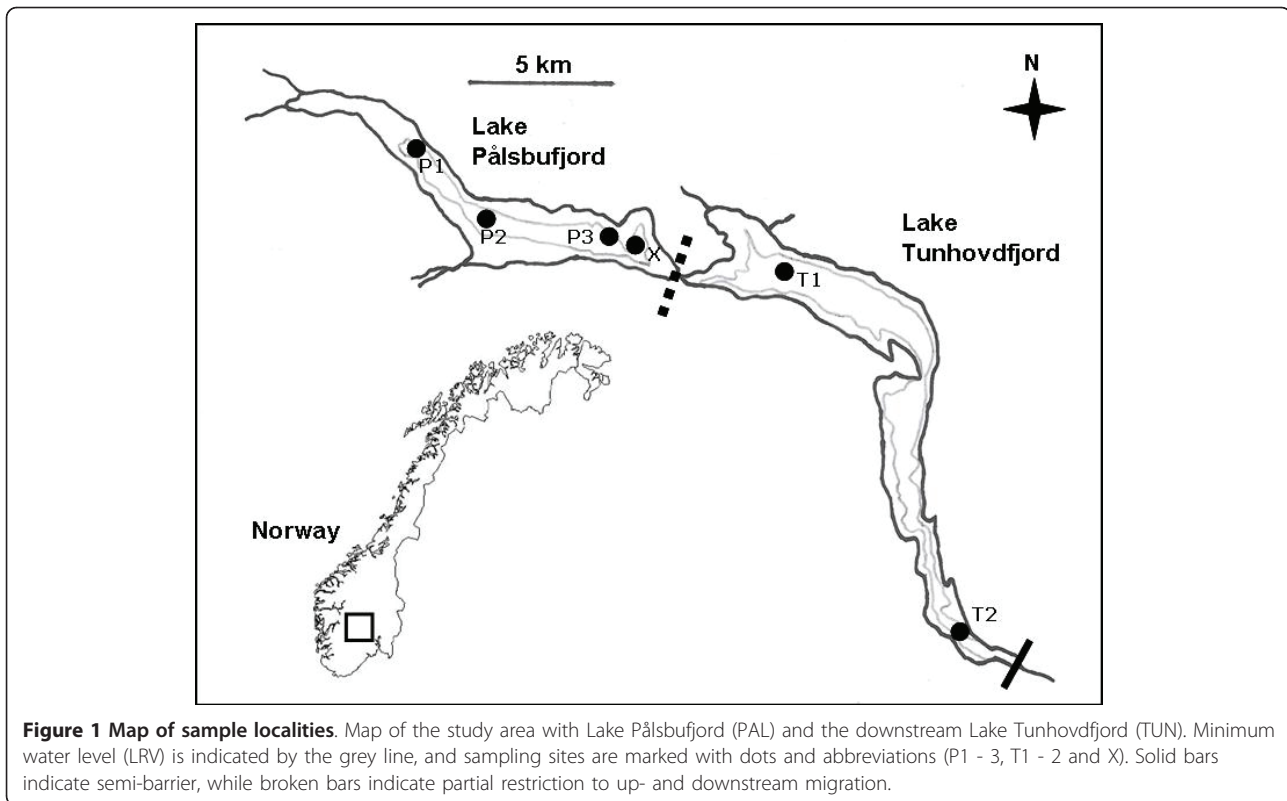 5 km
N
Lake
Pålsbufjord
P1
P2
P3
X
Lake
Tunhovdfjord
T1
Norway
T2
Figure 1 Map of sample localities. Map of the study area with Lake Pålsbufjord (PAL) and the downstream Lake Tunhovdfjord (TUN). Minimum
water level (LRV) is indicated by the grey line, and sampling sites are marked with dots and abbreviations (P1 - 3, T1 - 2 and X). Solid bars
indicate semi-barrier, while broken bars indicate partial restriction to up- and downstream migration.